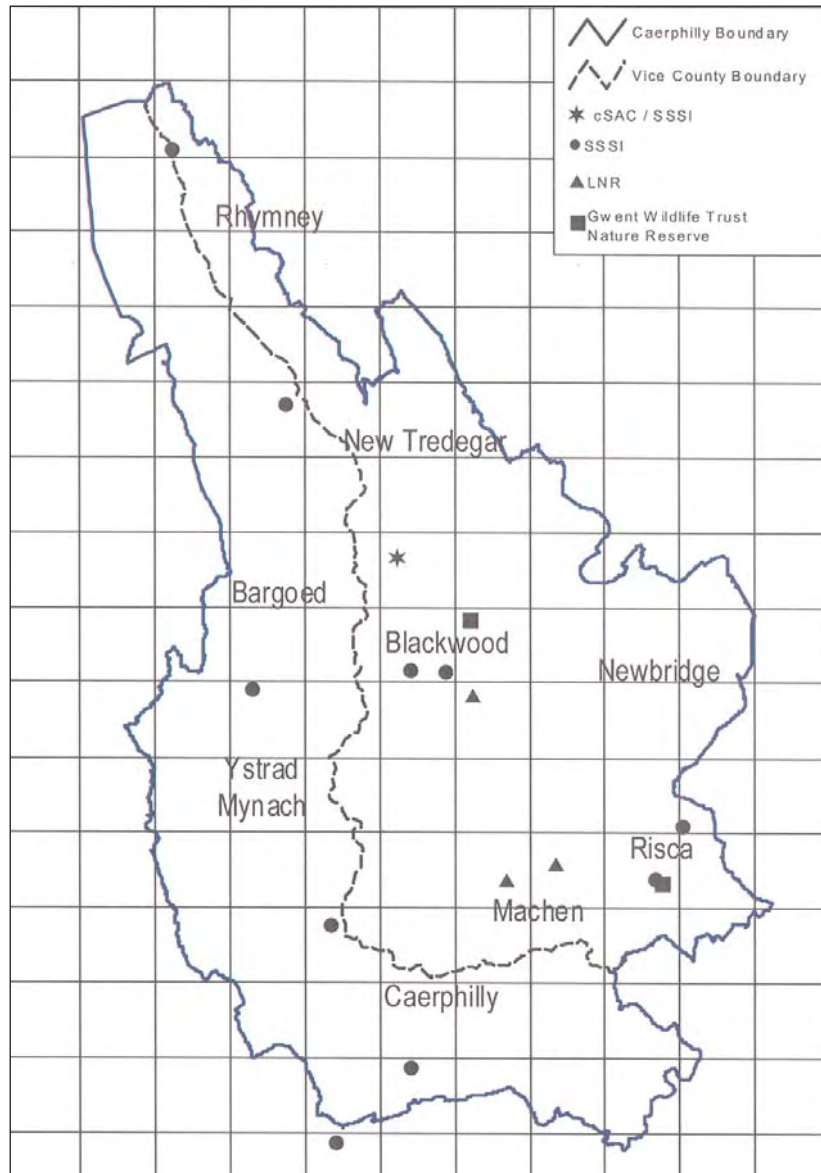 Caerphilly Boundary
Vice County Boundary
cSAC / SSSI
SSSI
LNR
Gwent Wildlife Trust
Nature Reserve
Rhymney
New Tredegar
Bargoed
Blackwood
Newbridge
Ystrad
Mynach
Risca
Machen
Caerphilly